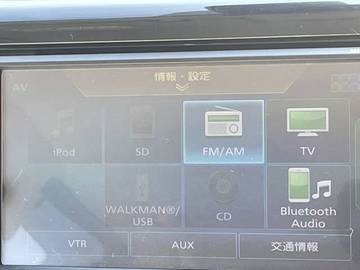 情報・設定
AV
iPod
SD
FM/AM
TV
WALKMAN®/
USB
CD
Bluetooth
Audio
VTR
AUX
交通情報